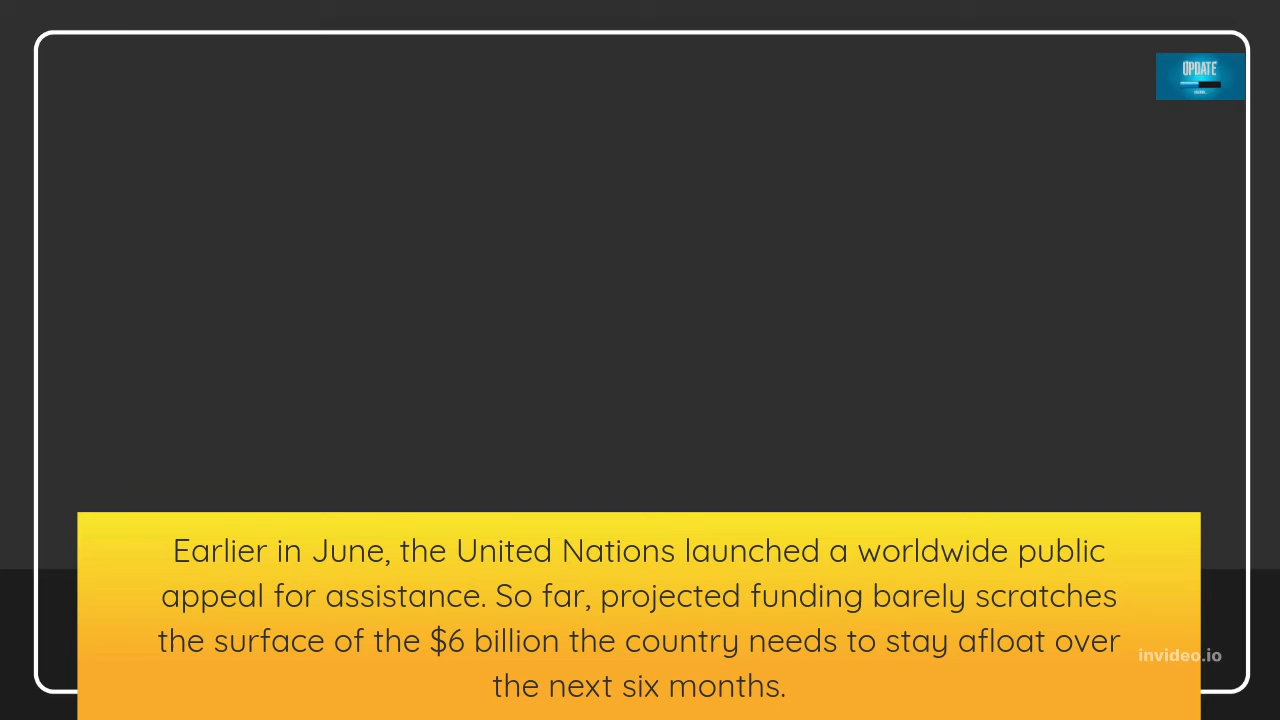 UPDATE
Earlier in June, the United Nations launched a worldwide public
appeal for assistance. So far, projected funding barely scratches
the surface of the $6 billion the country needs to stay afloat over
invideo.io
the next six months.